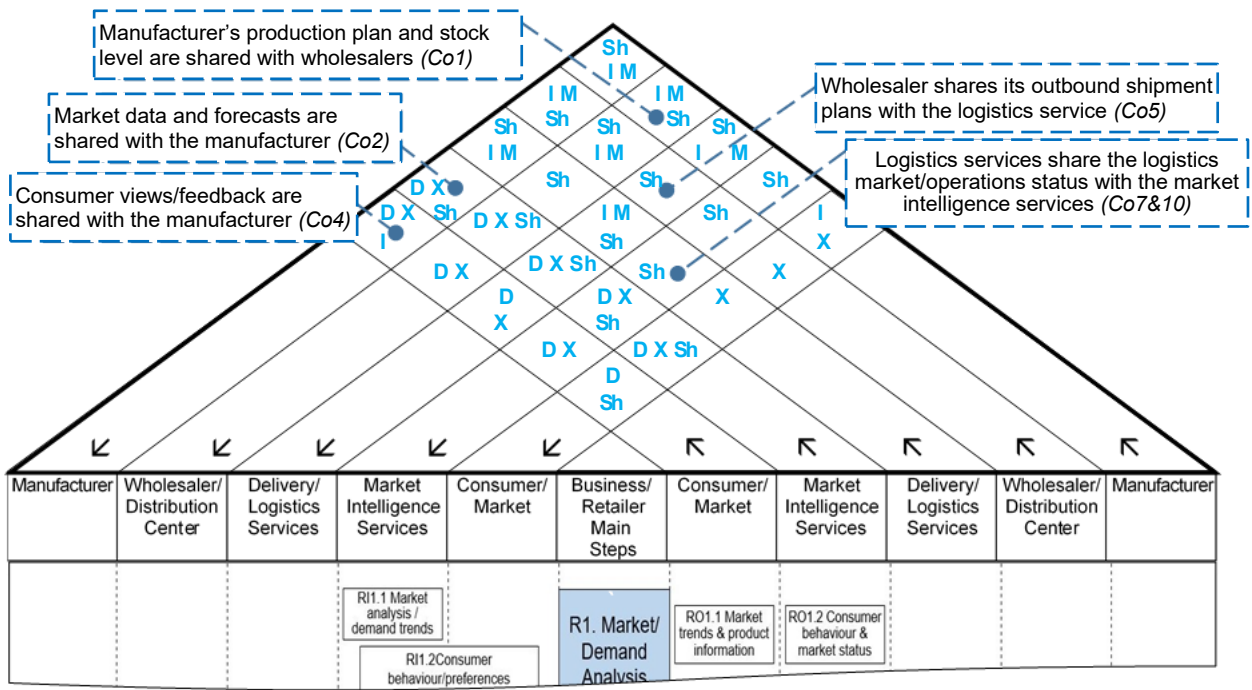 Manufacturer's production plan and stock
level are shared with wholesalers (Co1)
Market data and forecasts are
shared with the manufacturer (Co2)
Consumer views/feedback are
shared with the manufacturer (Co4)
Wholesaler shares its outbound shipment
plans with the logistics service (Co5)
Logistics services share the logistics
market/operations status with the market
intelligence services (Co7&10)
Sh
I M
I M
Sh
I M
Sh
Sh
I M
Sh
I M
Sh
I M
D X
Sh
Sh
Sh
Sh
D X
I
D X Sh
I M
Sh
Sh
I
X
D X
D X Sh
Sh
X
D
X
D X
Sh
X
D X
D X Sh
D
Sh
Manufacturer
Wholesaler/
Distribution
Center
Delivery/
Logistics
Services
Market
Intelligence
Services
Consumer/
Market
Business/
Retailer
Main
Steps
Consumer/
Market
Market
Intelligence
Services
Delivery/
Logistics
Services
Wholesaler/
Distribution
Center
Manufacturer
RI1.1 Market
analysis /
demand trends
RI1.2Consumer
behaviour/preferences
R1. Market/
Demand
Analysis
RO1.1 Market
trends & product
information
RO1.2 Consumer
behaviour &
market status